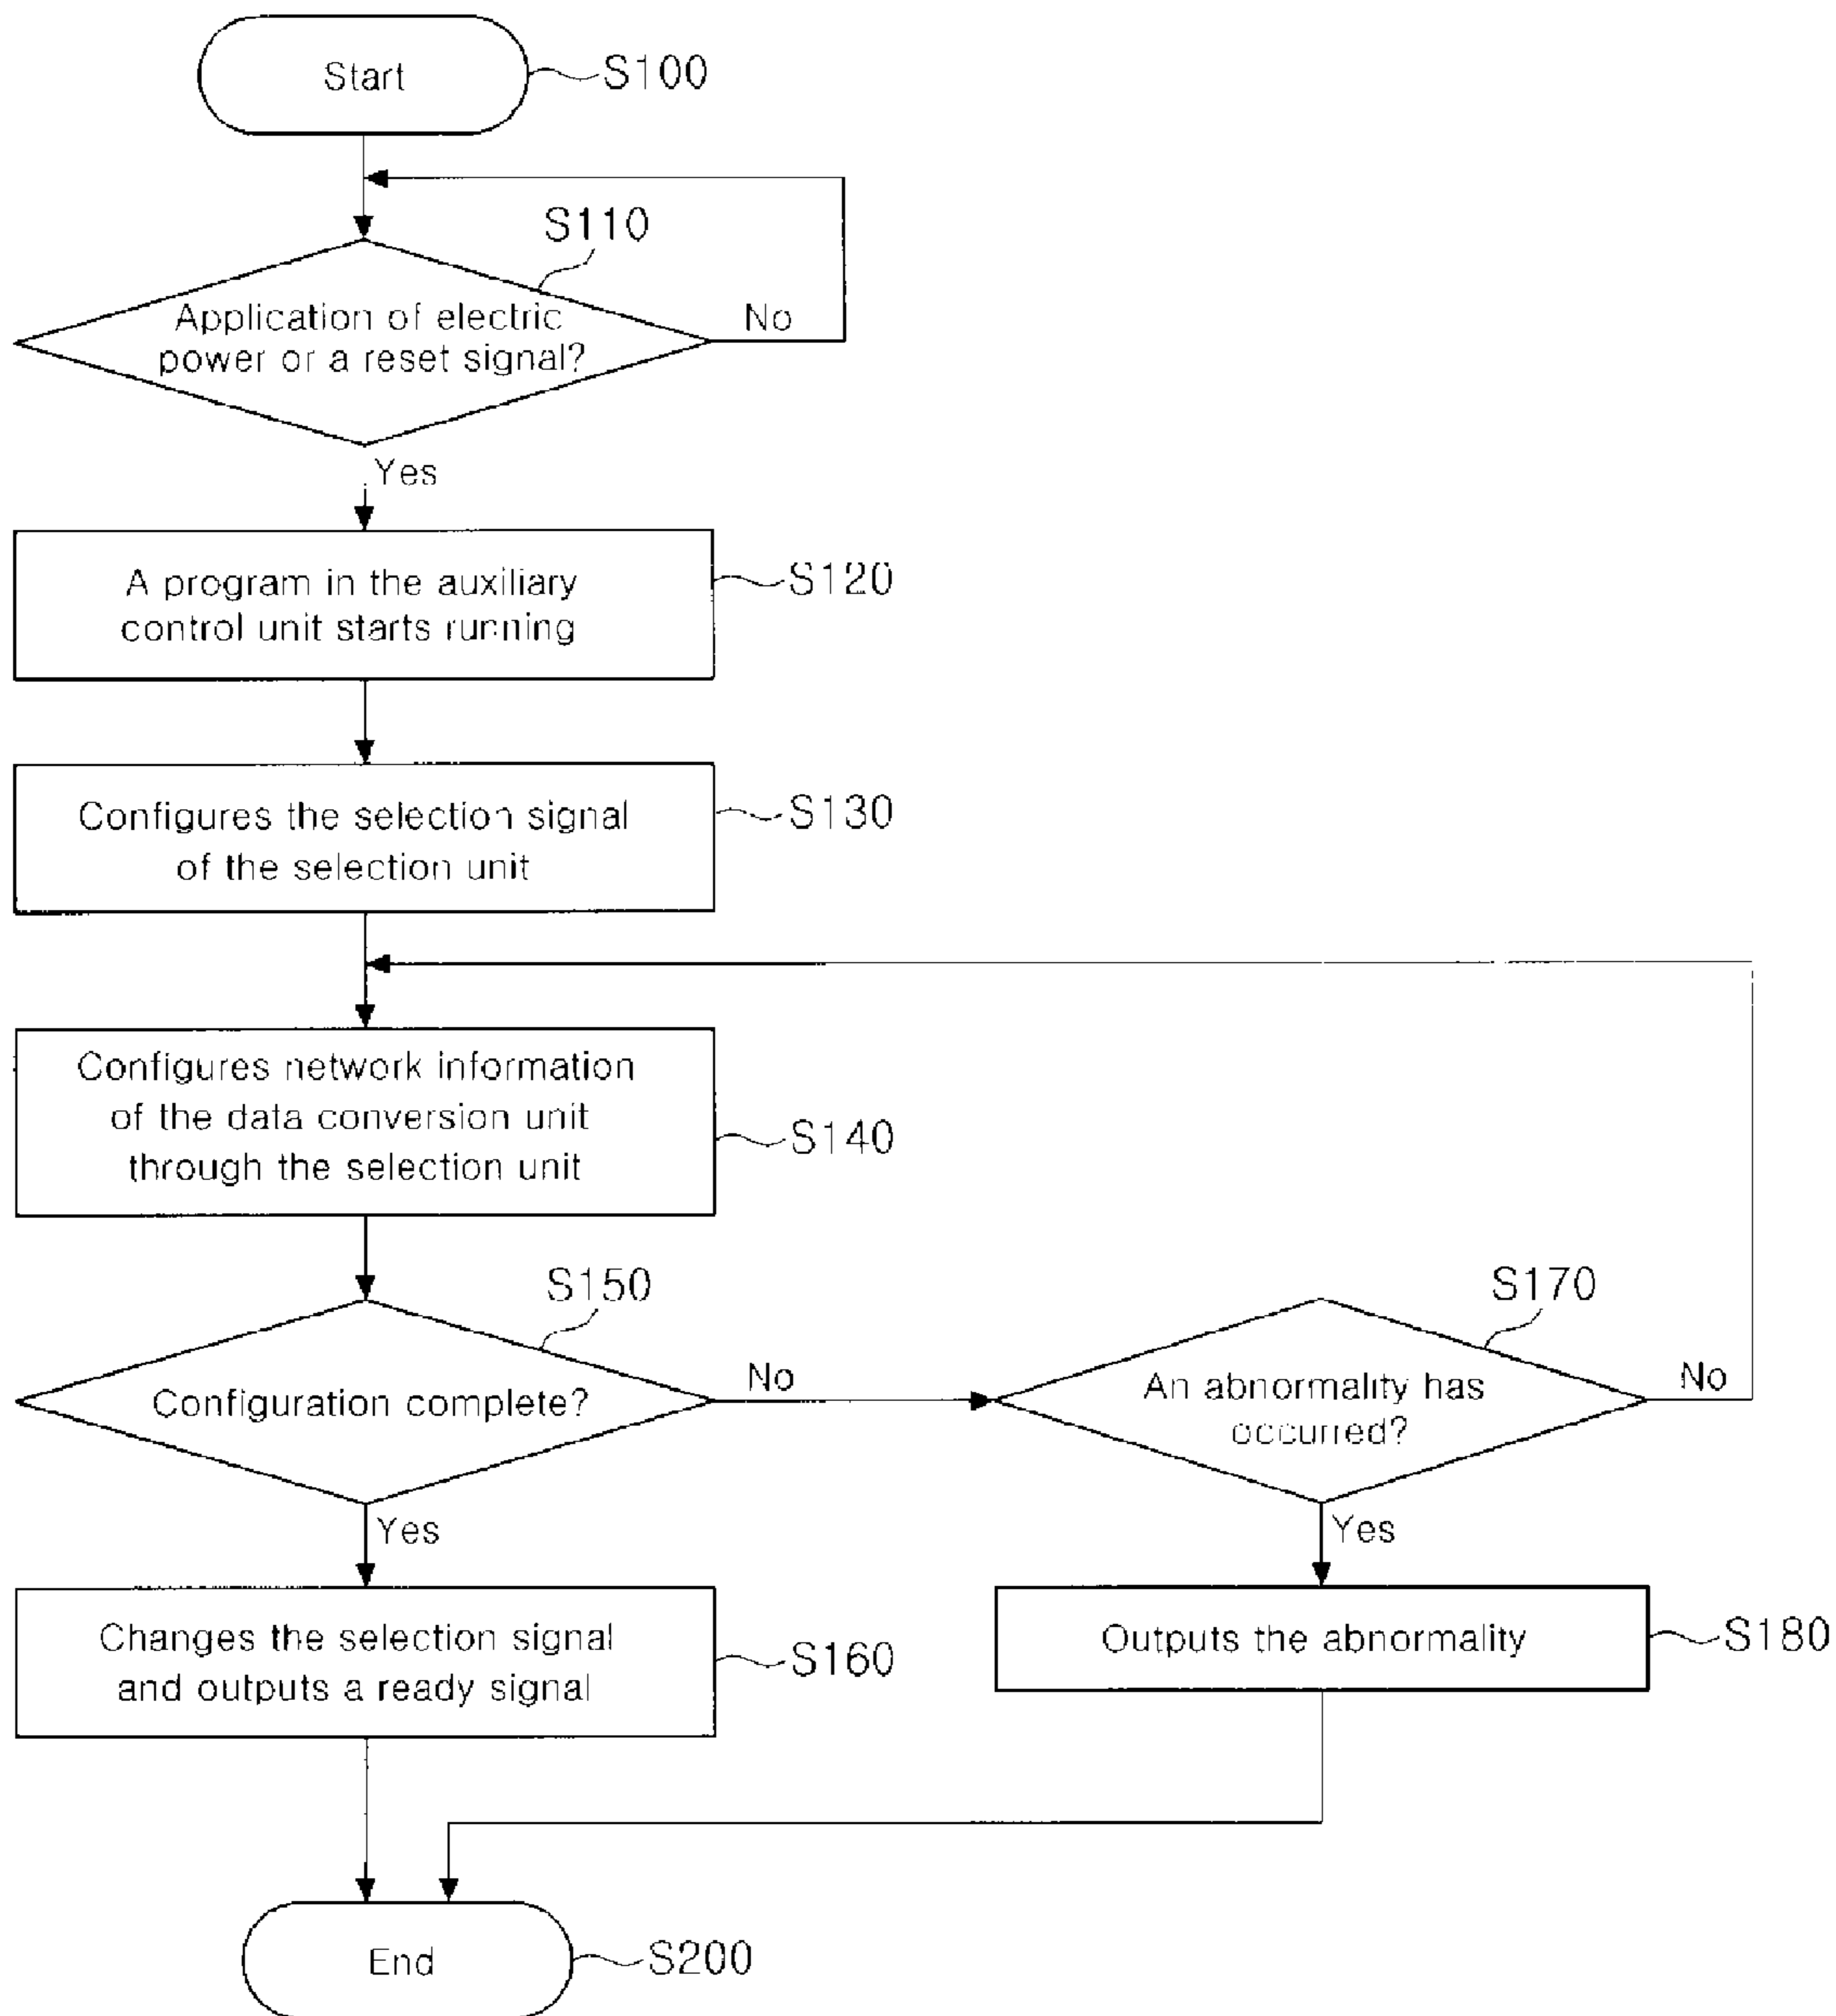 Start
S100
S110
Application of electric
power or a reset signal?
No
Yes
A program in the auxiliary
control unit starts running
S120
Configures the selection signal
of the selection unit
S130
Configures network information
of the data conversion unit
through the selection unit
S140
S150
Configuration complete?
No
S170
An abnormality has
occurred?
No
Yes
Yes
Changes the selection signal
and outputs a ready signal
S160
Outputs the abnormality
S180
End
S200